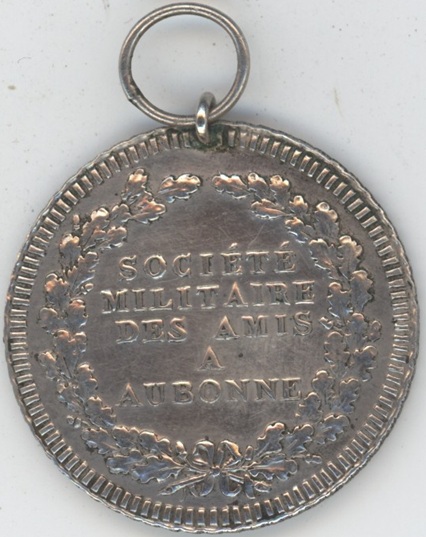 SOCIÉTÉ
MILITAIRE
DES AMIS
A
AUBONNE